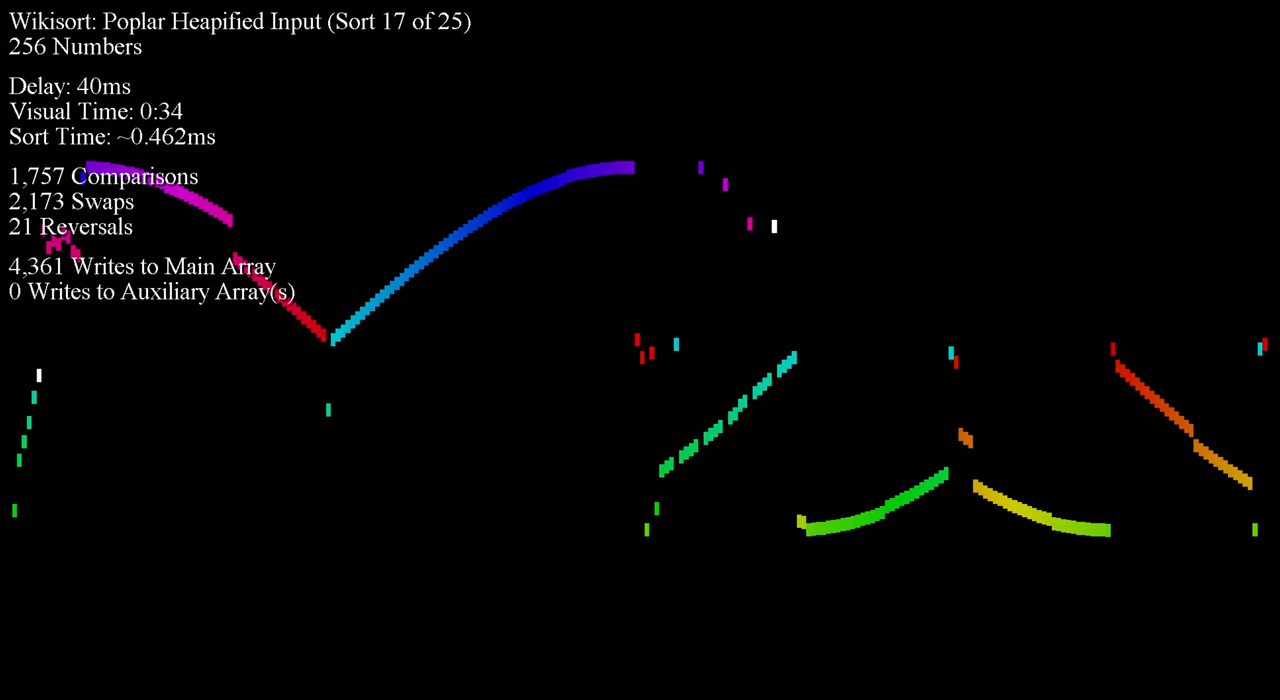 Wikisort: Poplar Heapified Input (Sort 17 of 25)
256 Numbers
Delay: 40ms
Visual Time: 0:34
Sort Time: ~0.462ms
1,757 Comparisons
2,173 Swaps
21 Reversals
4,361 Writes to Main Array
0 Writes to Auxiliary Array(s)